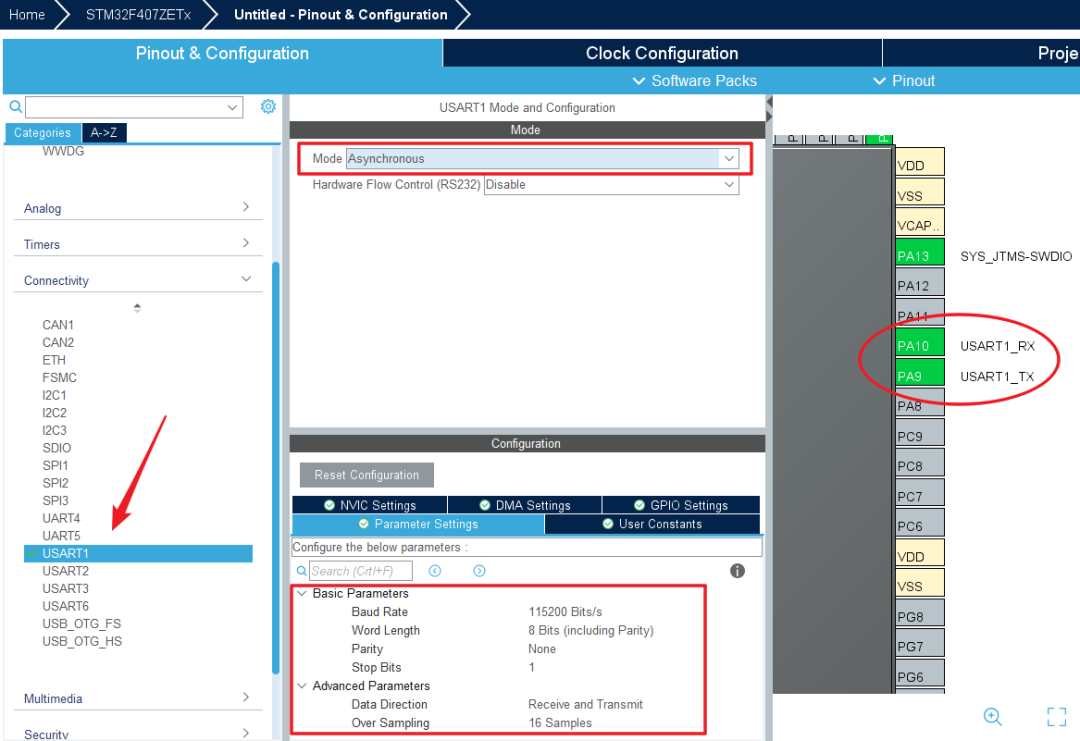 Home
STM32F407ZETx
Untitled - Pinout & Configuration
Pinout & Configuration
Clock Configuration
Proje
Software Packs
Pinout
Categories
A->Z
WWDG
Analog
Timers
Connectivity
CAN1
CAN2
ETH
FSMC
I2C1
I2C2
I2C3
SDIO
SPI1
SPI2
SPI3
UART4
UART5
USART1
USART2
USART3
USART6
USB_OTG_FS
USB_OTG_HS
Multimedia
Security
USART1 Mode and Configuration
Mode
Mode Asynchronous
Hardware Flow Control (RS232) Disable
Configuration
Reset Configuration
NVIC Settings
DMA Settings
GPIO Settings
Parameter Settings
User Constants
Configure the below parameters :
Search (Crtl+F)
Basic Parameters
Baud Rate 115200 Bits/s
Word Length 8 Bits (including Parity)
Parity None
Stop Bits 1
Advanced Parameters
Data Direction Receive and Transmit
Over Sampling 16 Samples
P P P P
VDD
VSS
VCAP..
PA13 SYS_JTMS-SWDIO
PA12
PA11
PA10 USART1_RX
PA9 USART1_TX
PA8
PC9
PC8
PC7
PC6
VDD
VSS
PG8
PG7
PG6